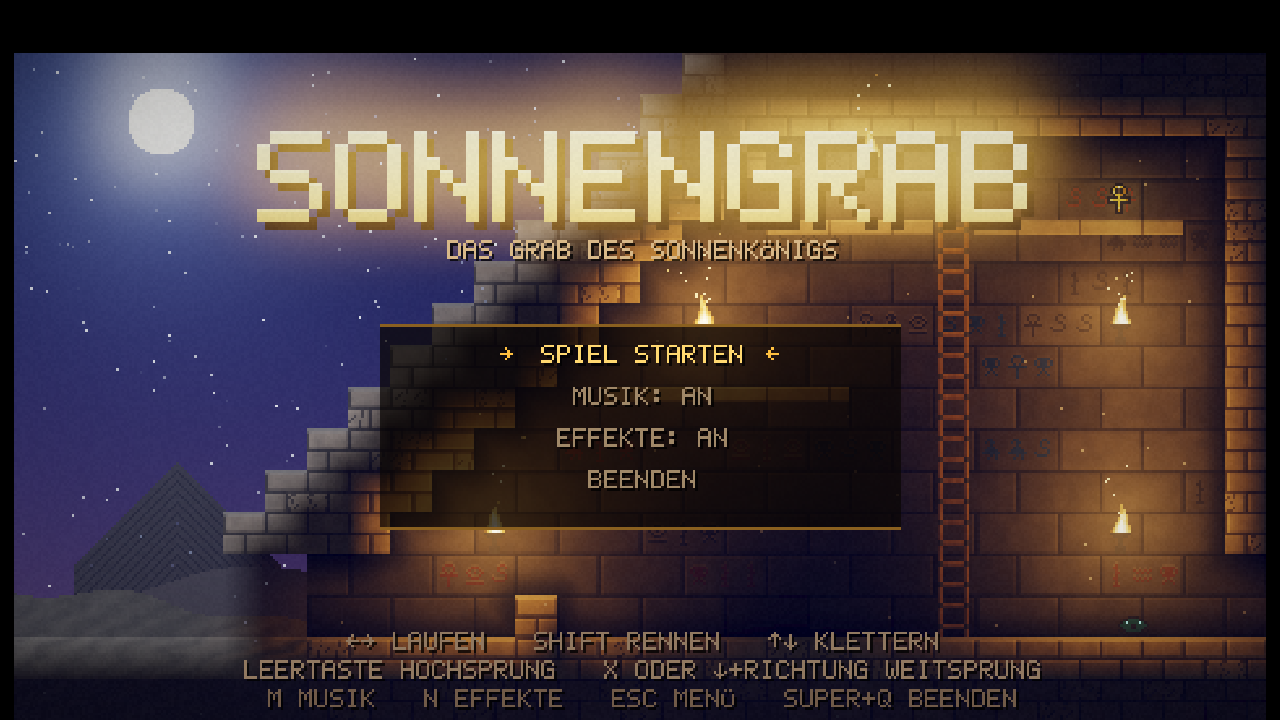 SONNENGRAB
DAS GRAB DES SONNENKÖNIGS
→ SPIEL STARTEN ←
MUSIK: AN
EFFEKTE: AN
BEENDEN
←→ LAUFEN SHIFT RENNEN ↑↓ KLETTERN
LEERTASTE HOCHSPRUNG X ODER ↓+RICHTUNG WEITSPRUNG
M MUSIK N EFFEKTE ESC MENÜ SUPER+Q BEENDEN